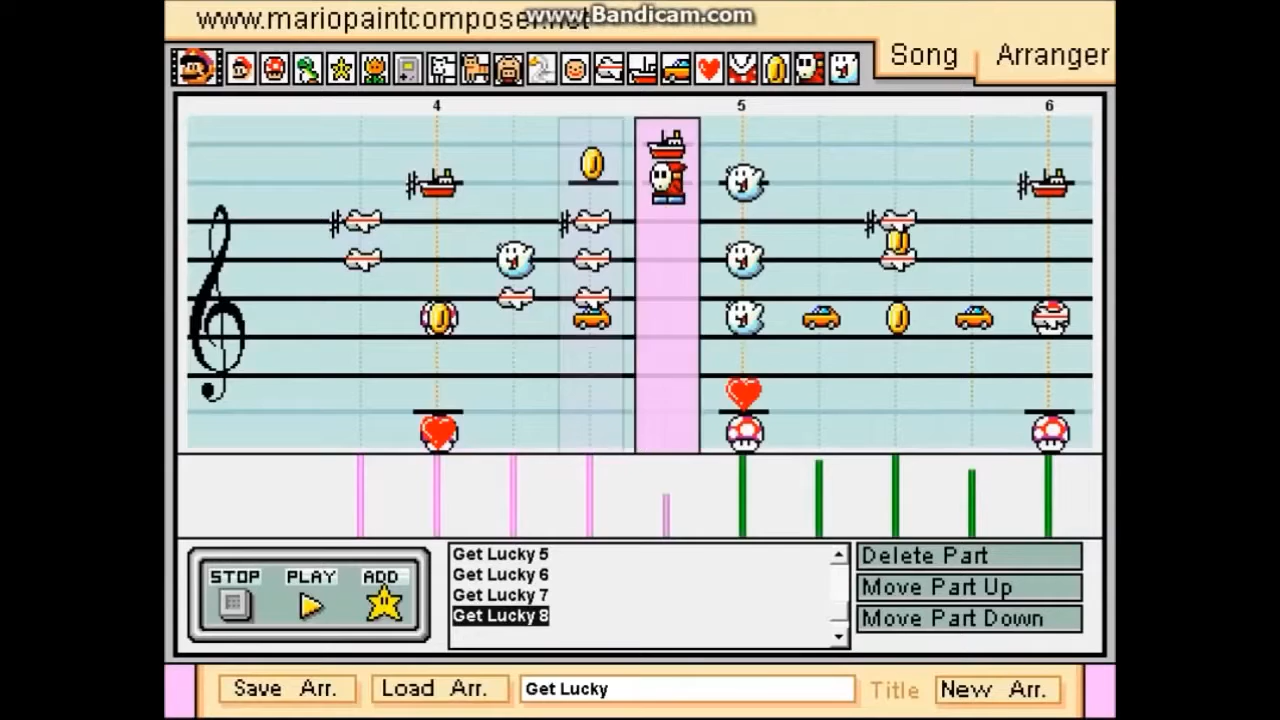 www.mariopaintcomposer.net
www.Bandicam.com
Song
Arranger
4
5
6
STOP
PLAY
ADD
Get Lucky 5
Get Lucky 6
Get Lucky 7
Get Lucky 8
Delete Part
Move Part Up
Move Part Down
Save Arr.
Load Arr.
Get Lucky
Title
New Arr.